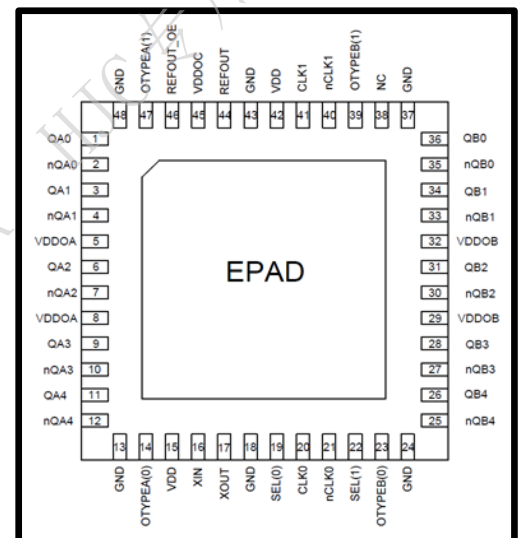 GND
OTYPEA(1)
REFOUT_OE
VDDOC
REFOUT
GND
VDD
CLK1
nCLK1
OTYPEB(1)
NC
GND
48 47 46 45 44 43 42 41 40 39 38 37
QA0 1
nQA0 2
QA1 3
nQA1 4
VDDOA 5
QA2 6
nQA2 7
VDDOA 8
QA3 9
nQA3 10
QA4 11
nQA4 12
EPAD
36 QB0
35 nQB0
34 QB1
33 nQB1
32 VDDOB
31 QB2
30 nQB2
29 VDDOB
28 QB3
27 nQB3
26 QB4
25 nQB4
13 14 15 16 17 18 19 20 21 22 23 24
GND
OTYPEA(0)
VDD
XIN
XOUT
GND
SEL(0)
CLK0
nCLK0
SEL(1)
OTYPEB(0)
GND